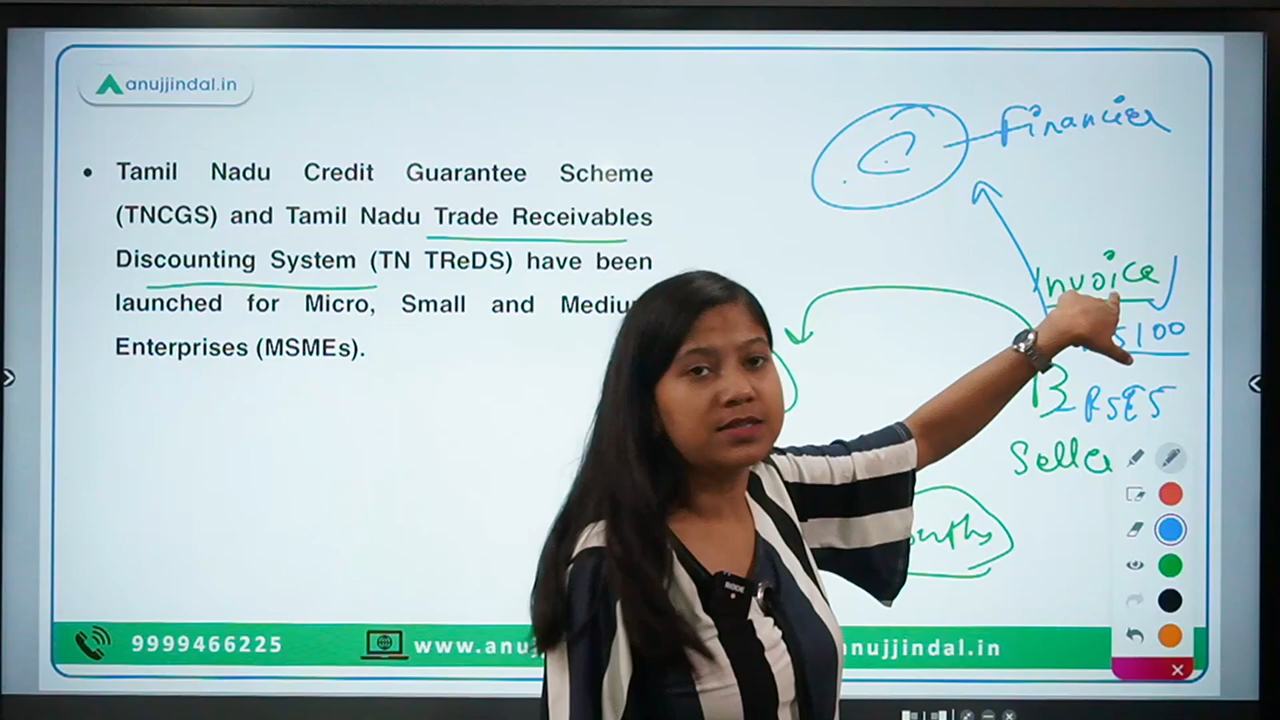 anujjindal.in
Financier
C
• Tamil Nadu Credit Guarantee Scheme
(TNCGS) and Tamil Nadu Trade Receivables
Discounting System (TN TReDS) have been
launched for Micro, Small and Mediu
Enterprises (MSMEs).
Invoice
5100
B
Seller
9999466225
www.anuj
anujjindal.in